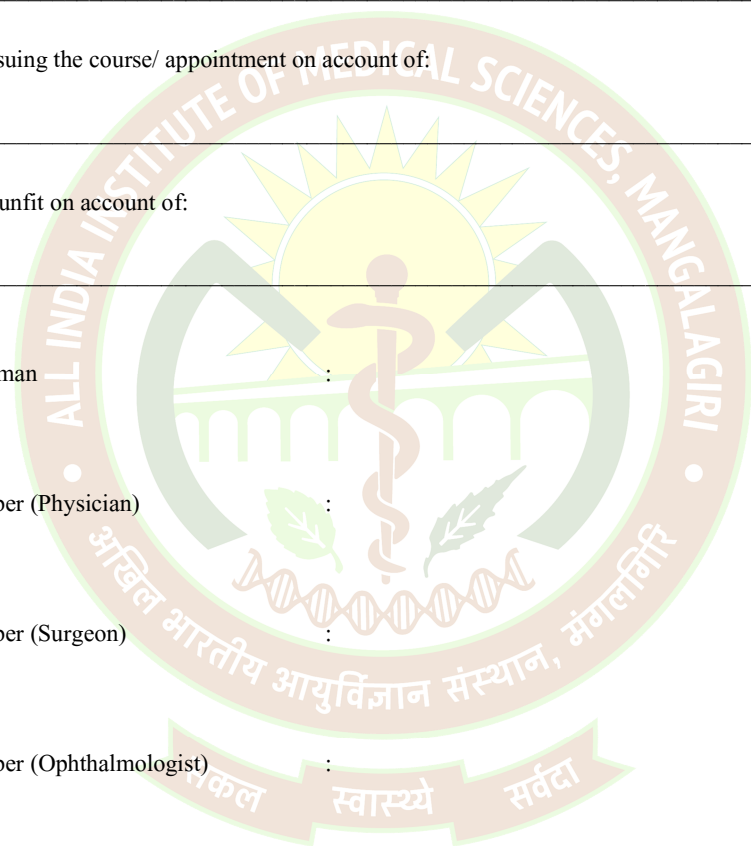 suing the course/ appointment on account of:
unfit on account of:
man :
ber (Physician) :
ber (Surgeon) :
ber (Ophthalmologist) :
ALL INDIA INSTITUTE OF MEDICAL SCIENCES, MANGALAGIRI
अखिल भारतीय आयुर्विज्ञान संस्थान, मंगलागिरि
सकल स्वास्थ्ये सर्वदा